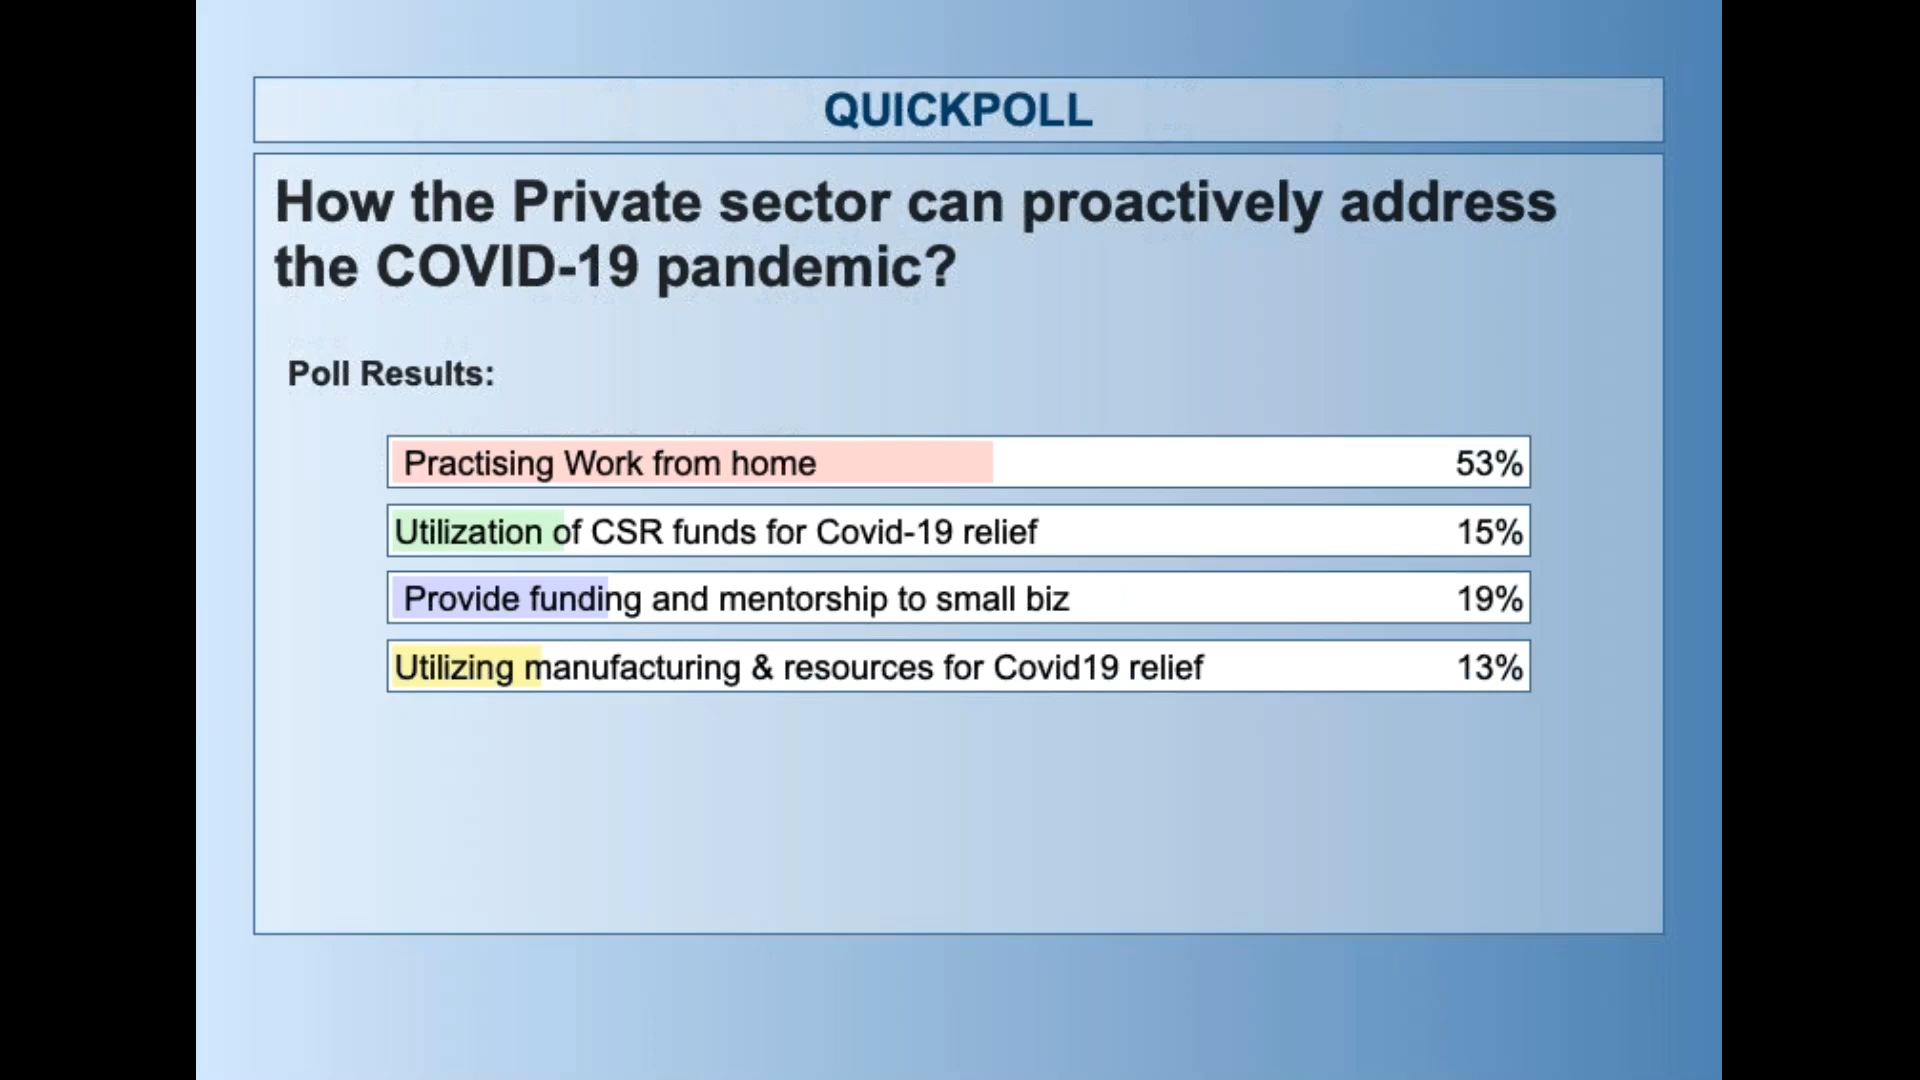 QUICKPOLL
How the Private sector can proactively address
the COVID-19 pandemic?
Poll Results:
Practising Work from home 53%
Utilization of CSR funds for Covid-19 relief 15%
Provide funding and mentorship to small biz 19%
Utilizing manufacturing & resources for Covid19 relief 13%